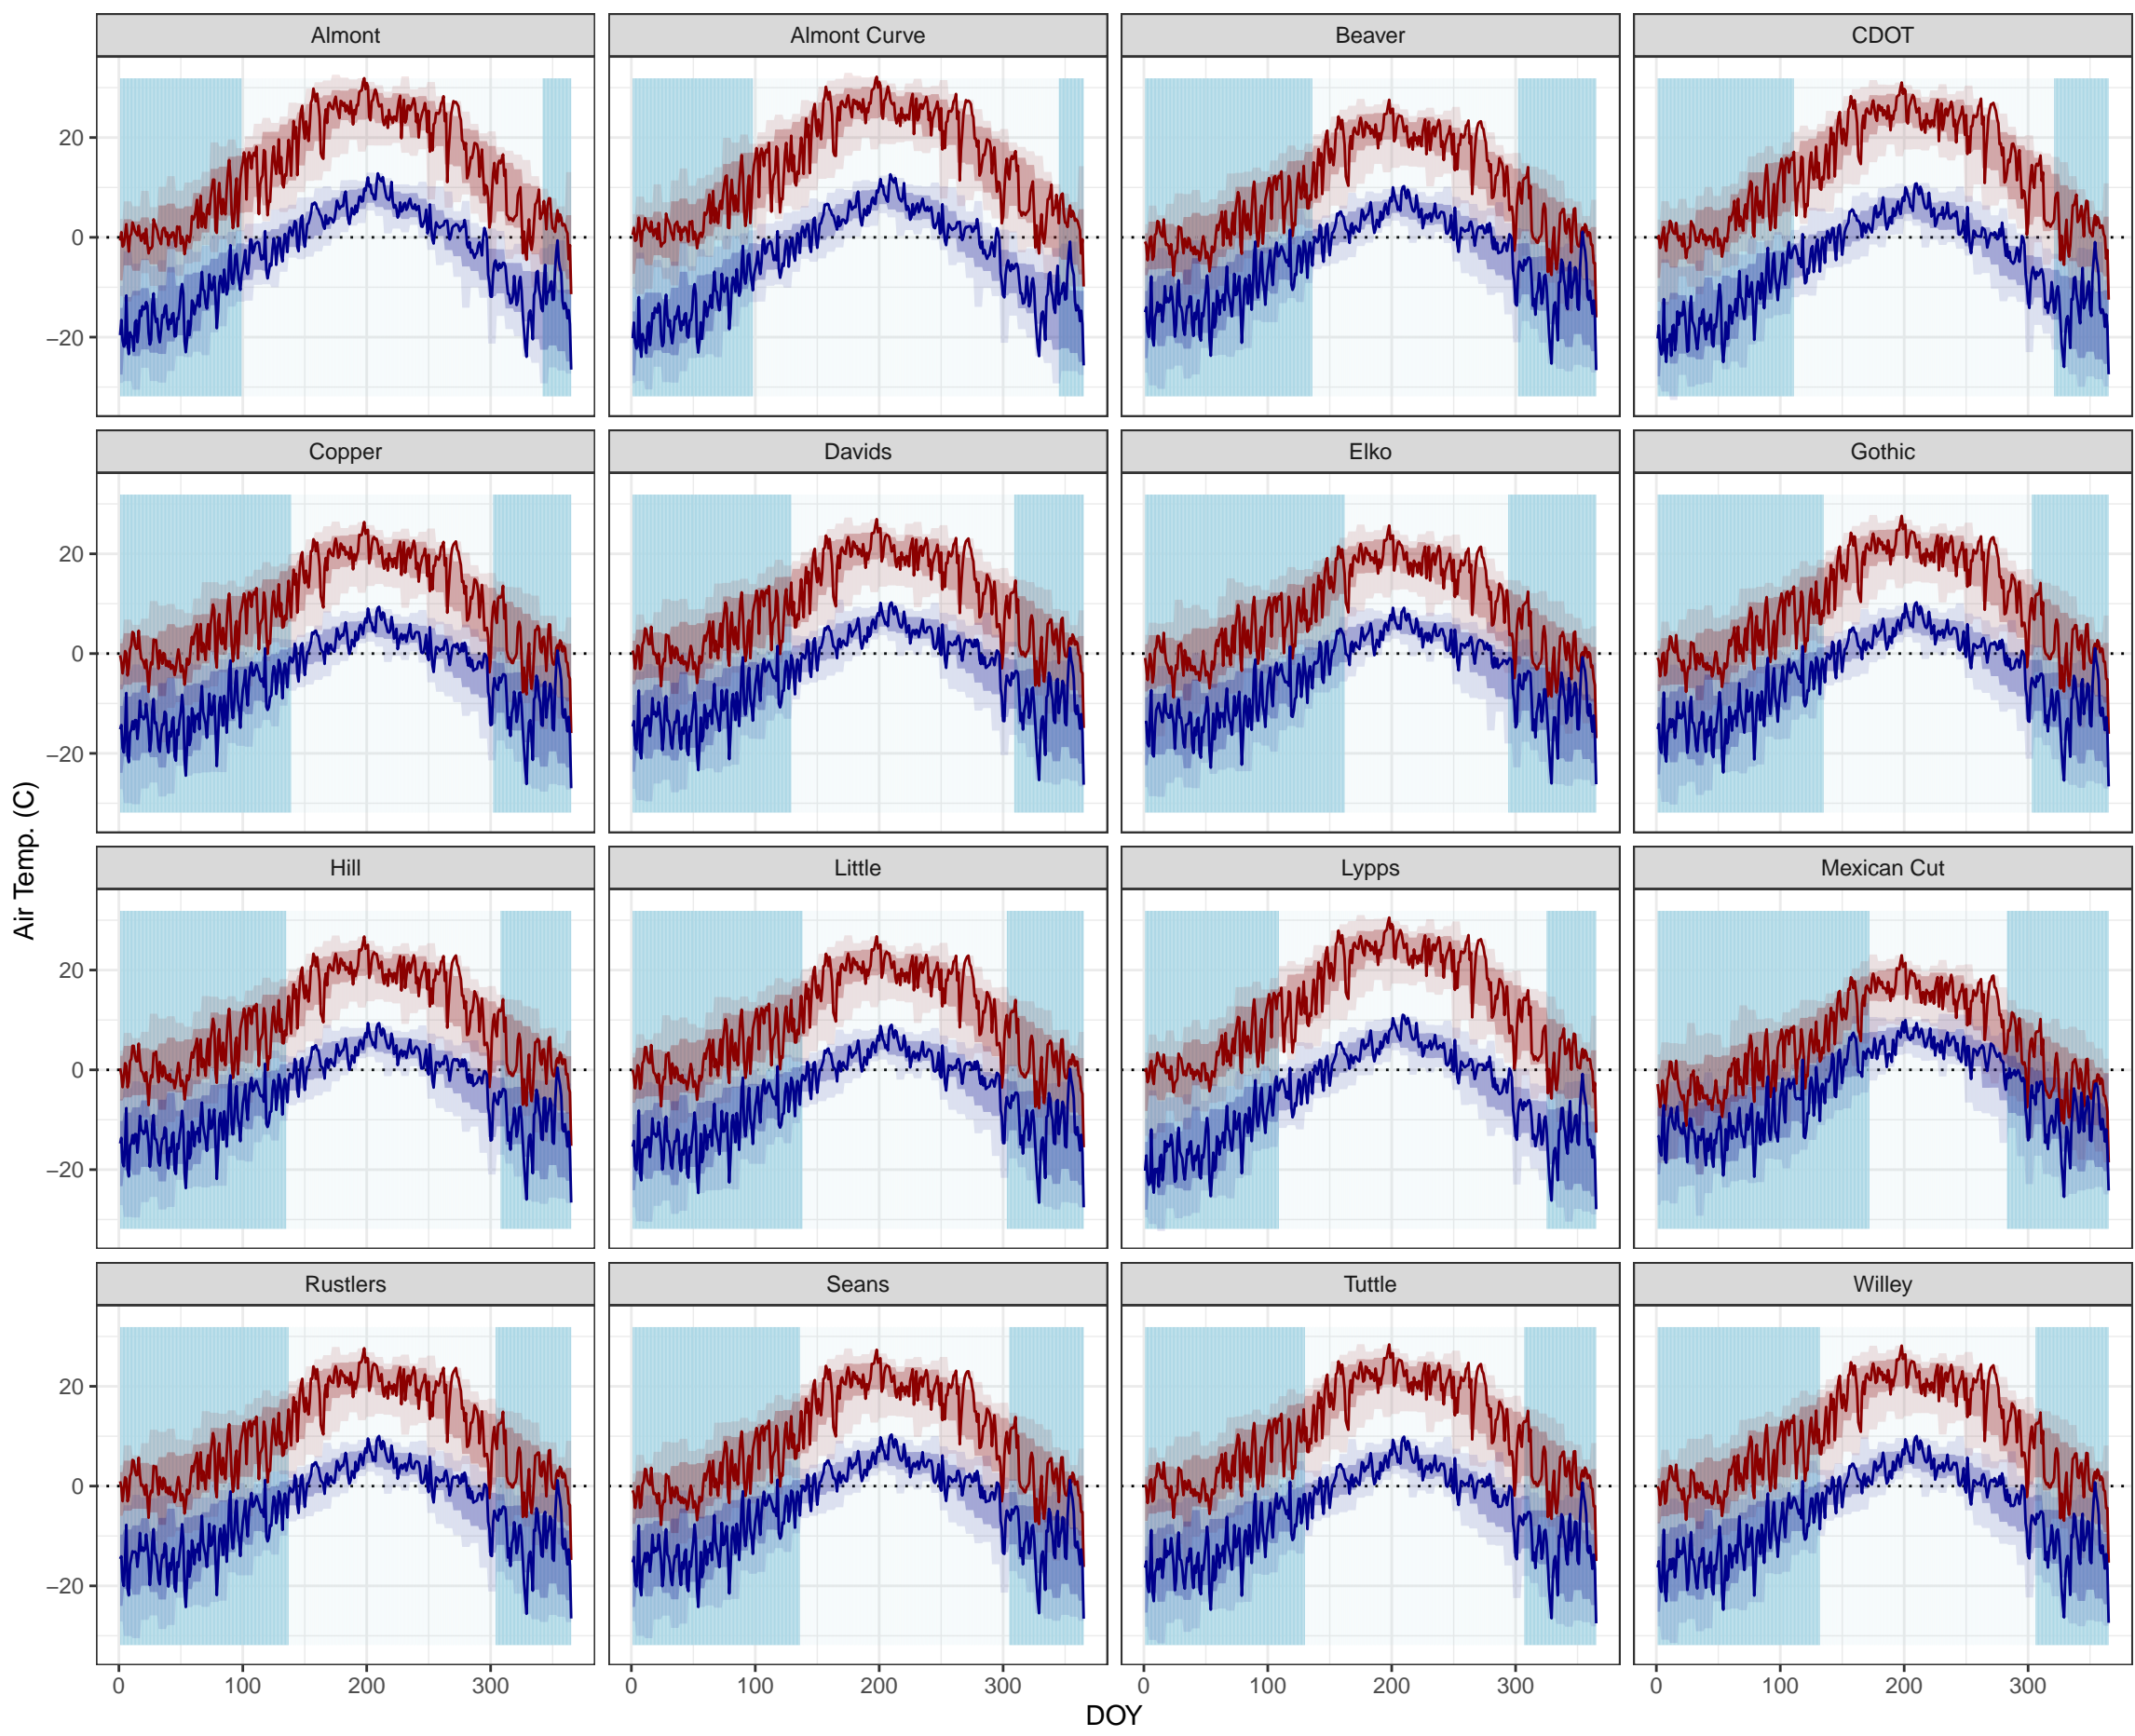 Almont
Almont Curve
Beaver
CDOT
20
0
−20
Copper
Davids
Elko
Gothic
20
0
−20
Hill
Little
Lypps
Mexican Cut
20
0
−20
Rustlers
Seans
Tuttle
Willey
20
0
−20
0 100 200 300
0 100 200 300
0 100 200 300
0 100 200 300
DOY
Air Temp. (C)